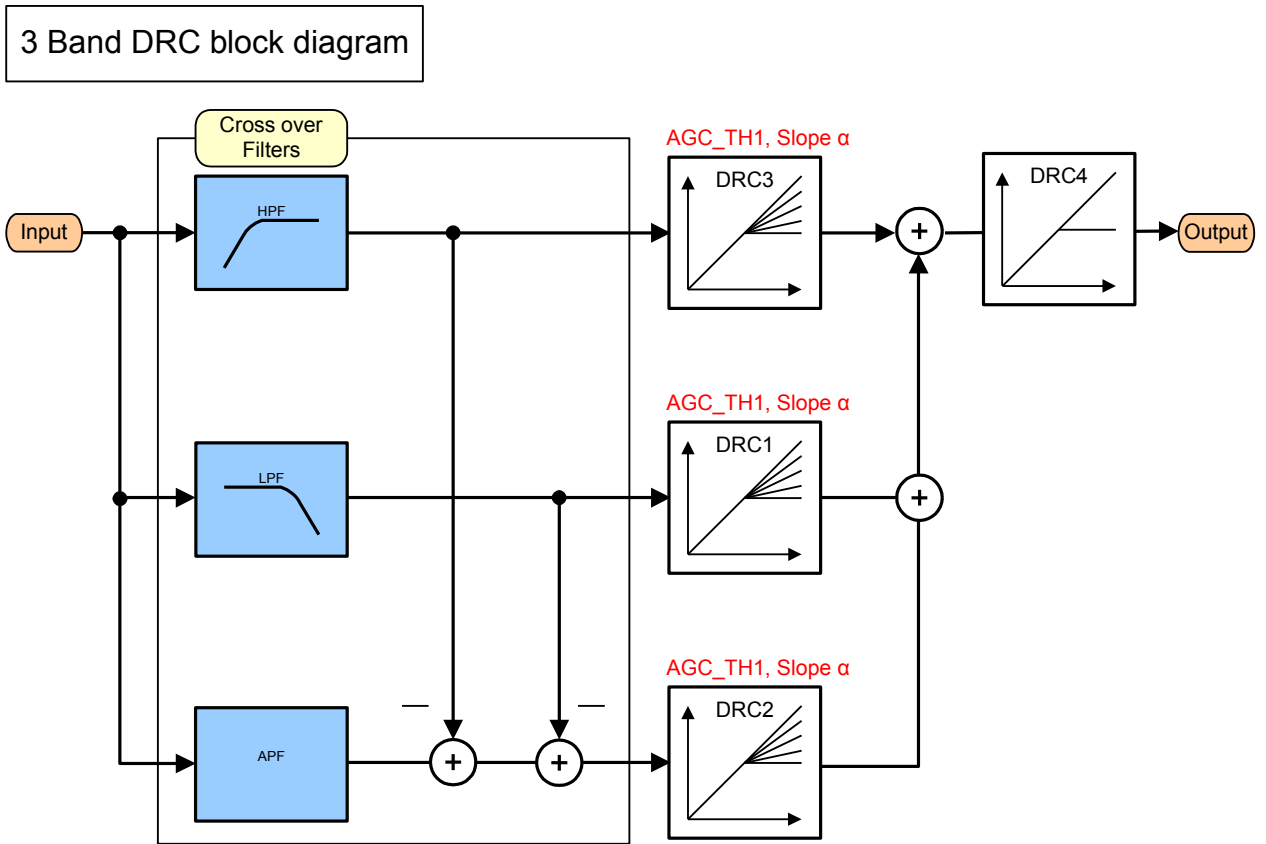 3 Band DRC block diagram
Cross over
Filters
AGC_TH1, Slope α
HPF
DRC3
DRC4
Input
+
Output
AGC_TH1, Slope α
LPF
DRC1
+
AGC_TH1, Slope α
— —
DRC2
APF
+ +